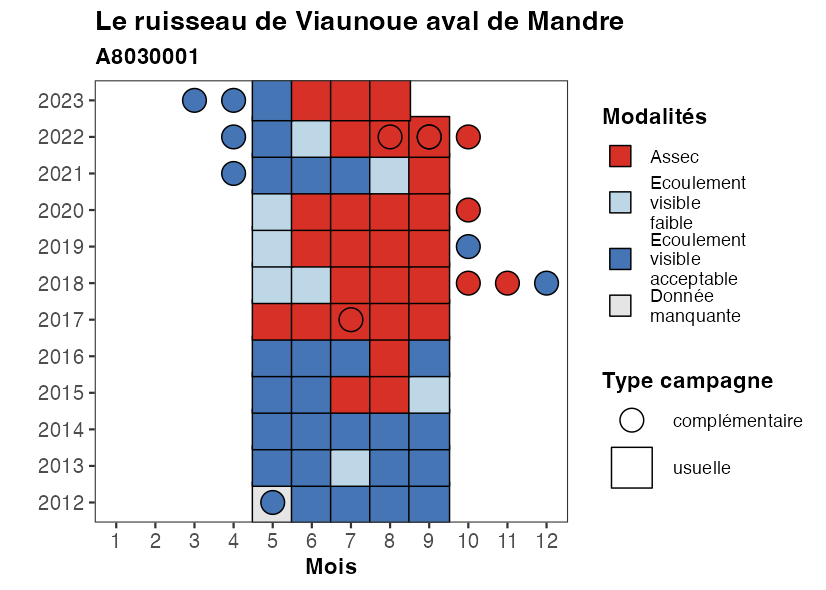 Le ruisseau de Viaunoue aval de Mandre
A8030001
2023
2022
2021
2020
2019
2018
2017
2016
2015
2014
2013
2012
1 2 3 4 5 6 7 8 9 10 11 12
Mois
Modalités
Assec
Ecoulement
visible
faible
Ecoulement
visible
acceptable
Donnée
manquante
Type campagne
complémentaire
usuelle